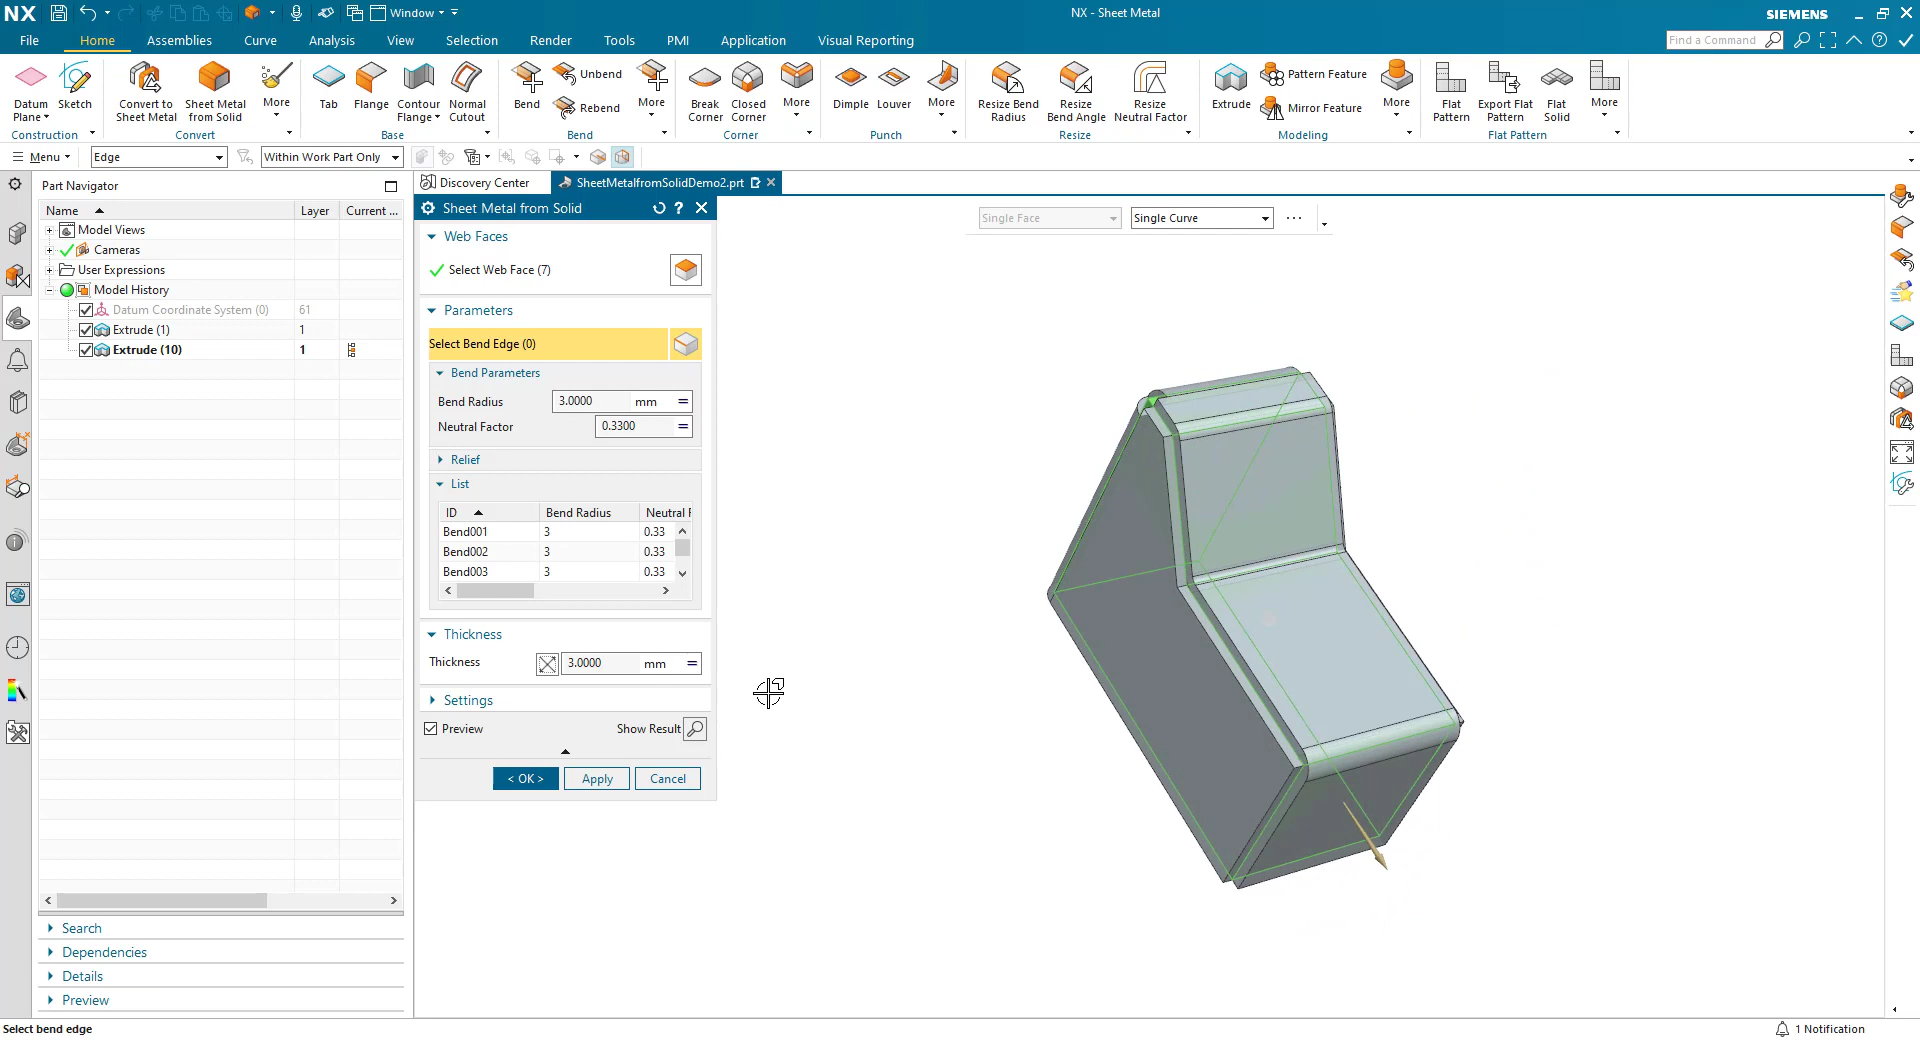 NX
Window
NX - Sheet Metal
SIEMENS
File
Home
Assemblies
Curve
Analysis
View
Selection
Render
Tools
PMI
Application
Visual Reporting
Find a Command
Datum
Plane
Sketch
Construction
Convert to
Sheet Metal
Sheet Metal
from Solid
More
Convert
Tab
Flange
Contour
Flange
Normal
Cutout
Base
Bend
Unbend
Rebend
More
Bend
Break
Corner
Closed
Corner
More
Corner
Dimple
Louver
More
Punch
Resize Bend
Radius
Resize
Bend Angle
Resize
Neutral Factor
Resize
Extrude
Pattern Feature
Mirror Feature
More
Modeling
Flat
Pattern
Export Flat
Pattern
Flat
Solid
More
Flat Pattern
Menu
Edge
Within Work Part Only
Part Navigator
Name
Layer
Current ...
Model Views
Cameras
User Expressions
Model History
Datum Coordinate System (0) 61
Extrude (1) 1
Extrude (10) 1
Search
Dependencies
Details
Preview
Discovery Center
SheetMetalfromSolidDemo2.prt
Sheet Metal from Solid
?
Web Faces
Select Web Face (7)
Parameters
Select Bend Edge (0)
Bend Parameters
Bend Radius 3.0000 mm =
Neutral Factor 0.3300 =
Relief
List
ID Bend Radius Neutral F
Bend001 3 0.33
Bend002 3 0.33
Bend003 3 0.33
Thickness
Thickness 3.0000 mm =
Settings
Preview
Show Result
< OK >
Apply
Cancel
Single Face
Single Curve
Select bend edge
1 Notification